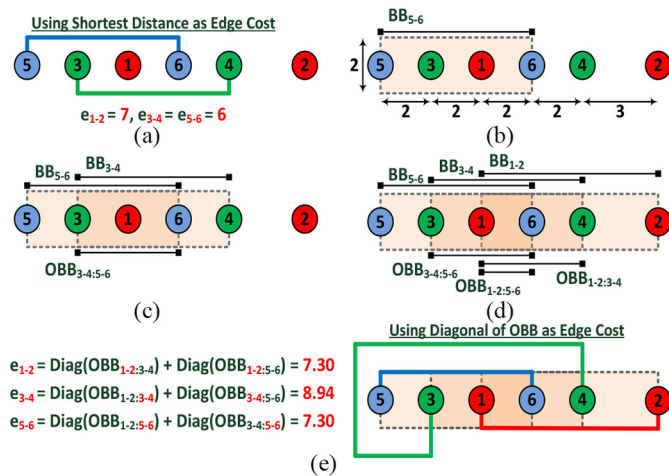 Using Shortest Distance as Edge Cost
5 3 1 6 4 2
e1-2 = 7, e3-4 = e5-6 = 6
(a)
BB5-6
2
5 3 1 6 4 2
2 2 2 2 3
(b)
BB3-4
BB5-6
5 3 1 6 4 2
OBB3-4:5-6
(c)
BB1-2
BB3-4
BB5-6
5 3 1 6 4 2
OBB3-4:5-6
OBB1-2:3-4
OBB1-2:5-6
(d)
Using Diagonal of OBB as Edge Cost
e1-2 = Diag(OBB1-2:3-4) + Diag(OBB1-2:5-6) = 7.30
e3-4 = Diag(OBB1-2:3-4) + Diag(OBB3-4:5-6) = 8.94
e5-6 = Diag(OBB1-2:5-6) + Diag(OBB3-4:5-6) = 7.30
5 3 1 6 4 2
(e)